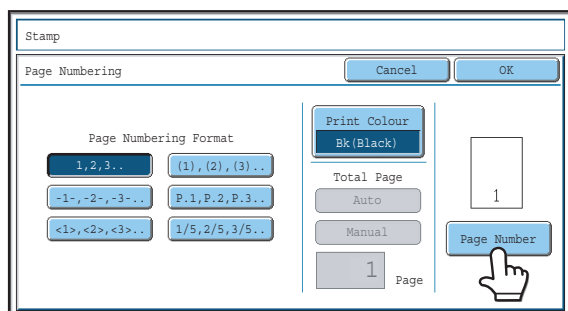 Stamp
Page Numbering
Cancel
OK
Page Numbering Format
1,2,3..
(1),(2),(3)..
-1-,-2-,-3-..
P.1,P.2,P.3..
<1>,<2>,<3>..
1/5,2/5,3/5..
Print Colour
Bk(Black)
Total Page
Auto
Manual
1 Page
1
Page Number